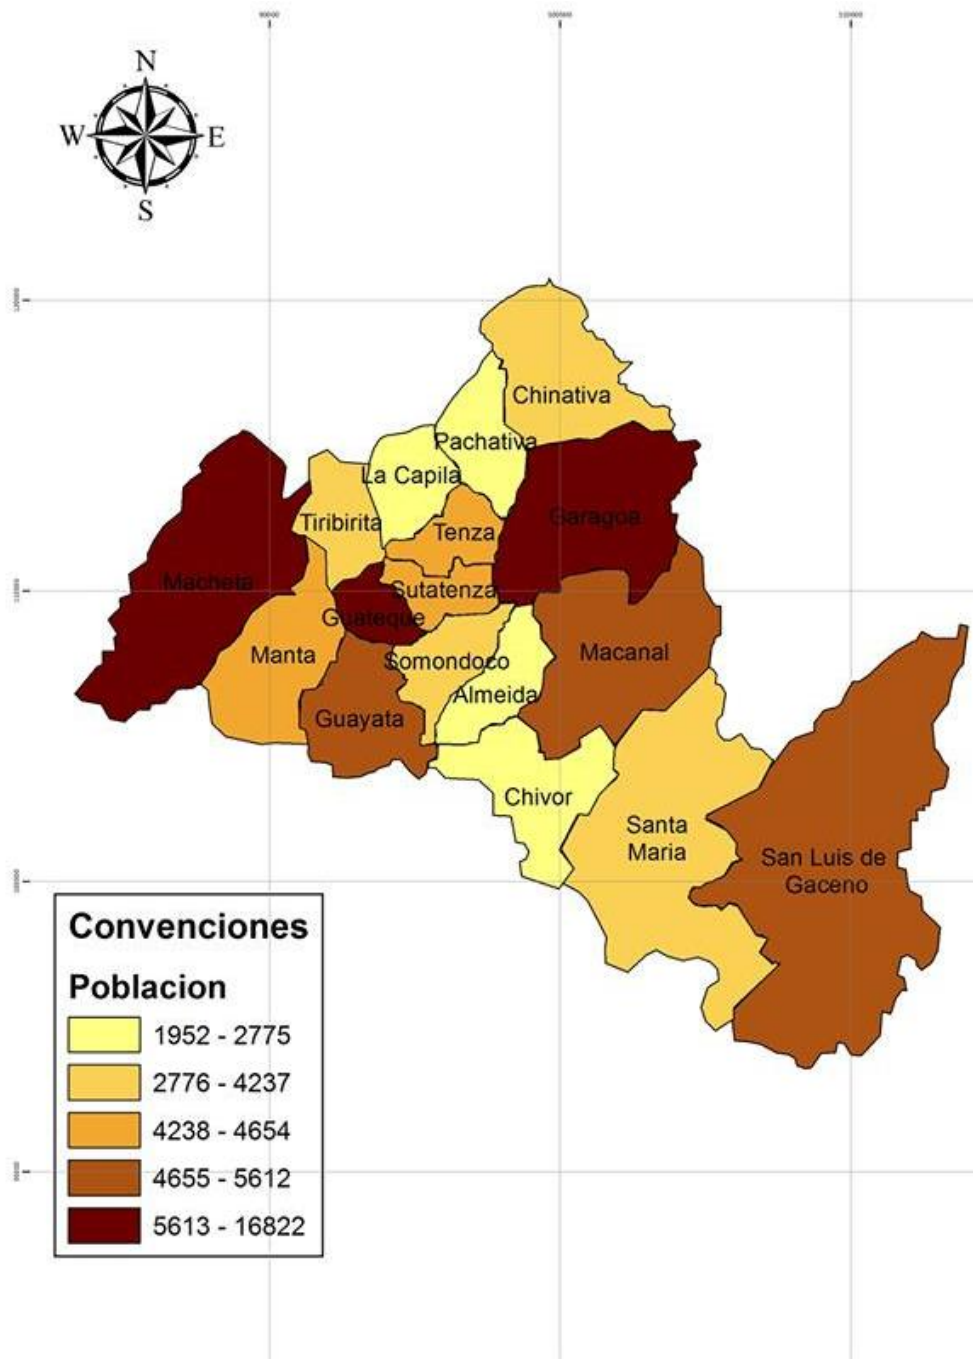 N
W E
S
Chinativa
Pachativa
La Capila
Tiribirita
Garagoa
Tenza
Macheta
Sutatenza
Guateque
Manta
Somondoco
Macanal
Almeida
Guayata
Chivor
Santa
Maria
San Luis de
Gaceno
Convenciones
Poblacion
1952 - 2775
2776 - 4237
4238 - 4654
4655 - 5612
5613 - 16822